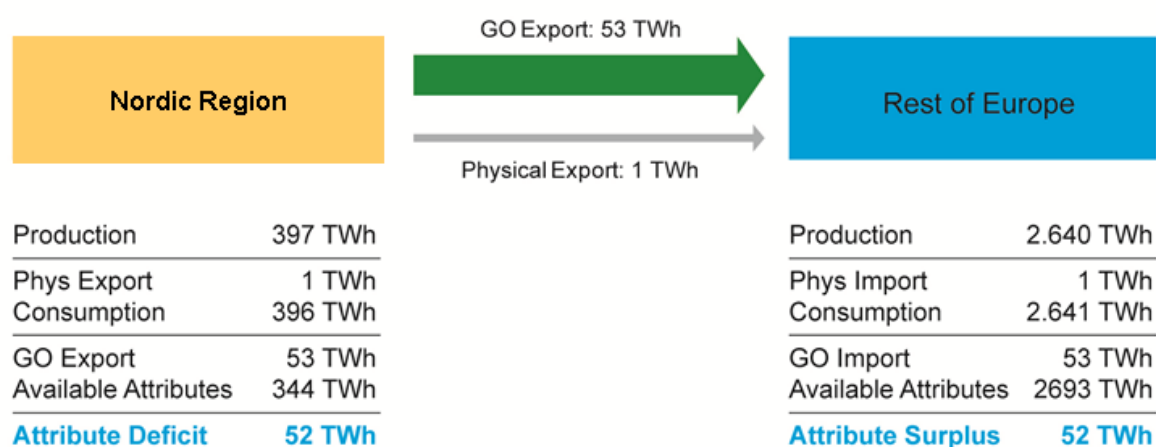 GO Export: 53 TWh
Nordic Region
Rest of Europe
Physical Export: 1 TWh
Production 397 TWh
Phys Export 1 TWh
Consumption 396 TWh
GO Export 53 TWh
Available Attributes 344 TWh
Attribute Deficit 52 TWh
Production 2.640 TWh
Phys Import 1 TWh
Consumption 2.641 TWh
GO Import 53 TWh
Available Attributes 2693 TWh
Attribute Surplus 52 TWh